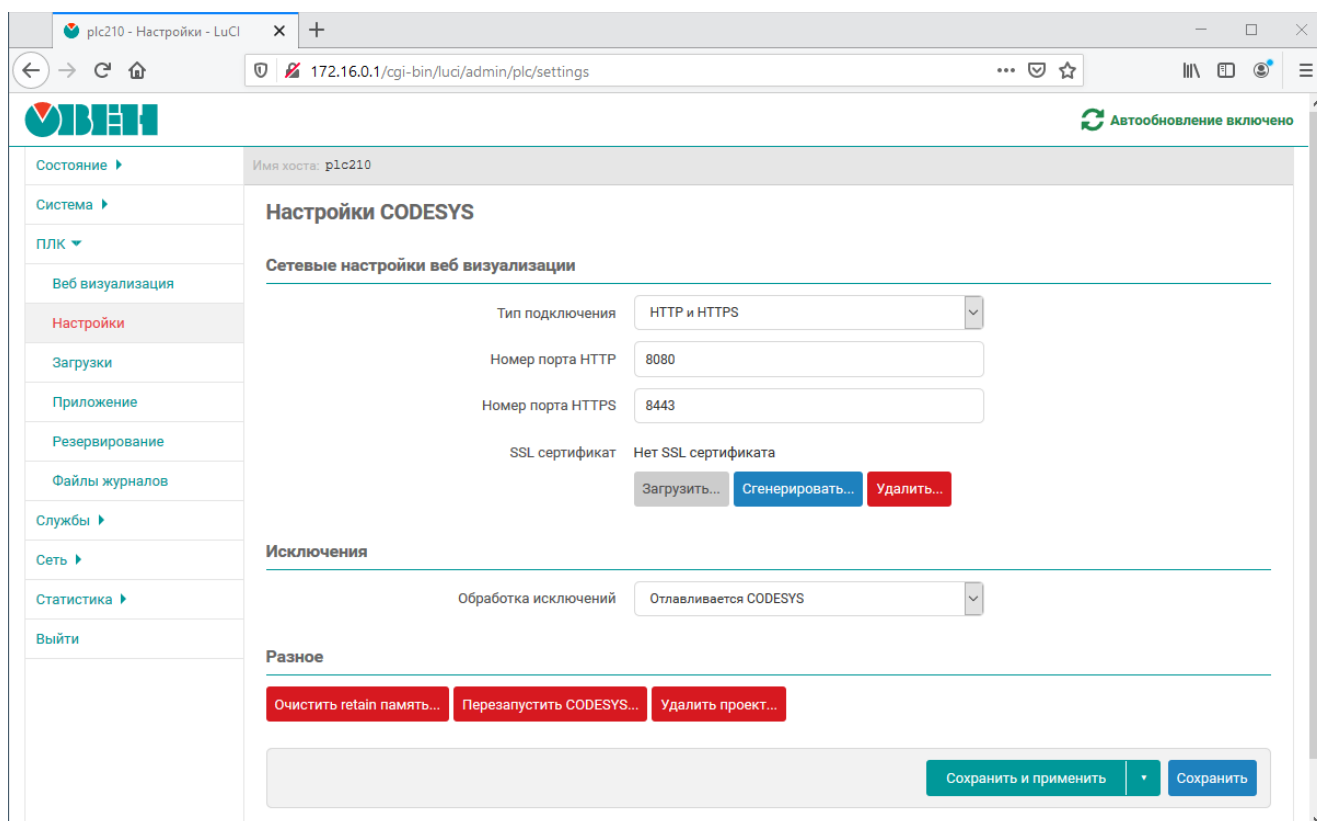 plc210 - Настройки - LuCI
172.16.0.1/cgi-bin/luci/admin/plc/settings
ОВЕН
Автообновление включено
Состояние
Система
ПЛК
Веб визуализация
Настройки
Загрузки
Приложение
Резервирование
Файлы журналов
Службы
Сеть
Статистика
Выйти
Имя хоста: plc210
Настройки CODESYS
Сетевые настройки веб визуализации
Тип подключения HTTP и HTTPS
Номер порта HTTP 8080
Номер порта HTTPS 8443
SSL сертификат Нет SSL сертификата
Загрузить... Сгенерировать... Удалить...
Исключения
Обработка исключений Отлавливается CODESYS
Разное
Очистить retain память... Перезапустить CODESYS... Удалить проект...
Сохранить и применить Сохранить